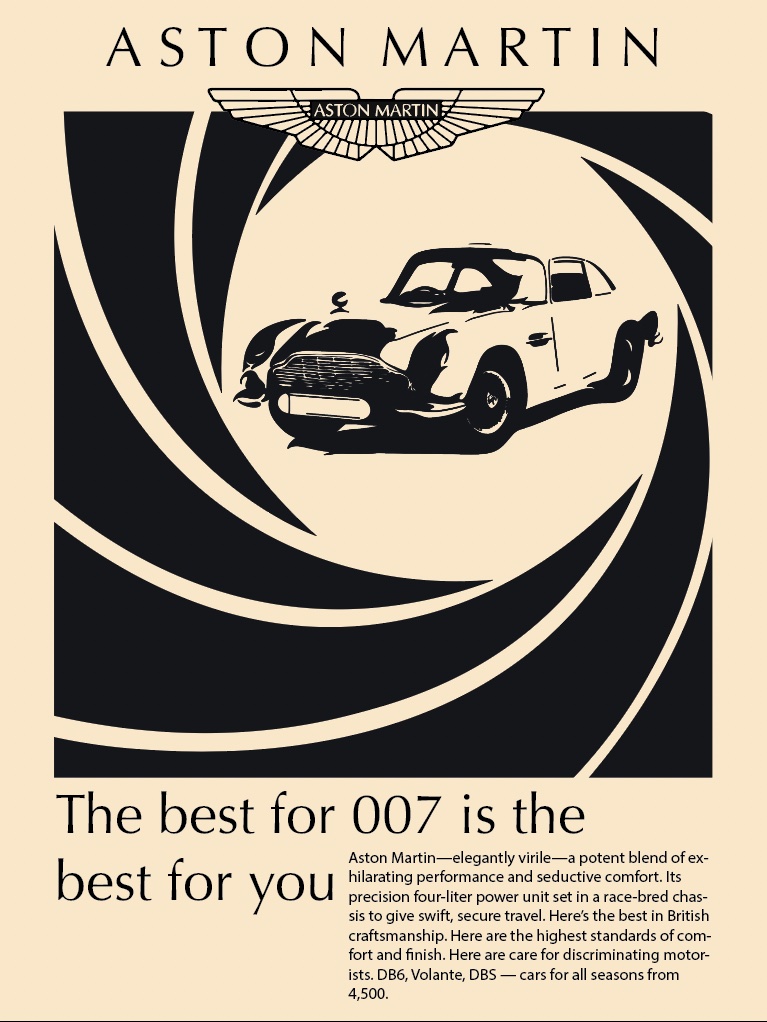 ASTON MARTIN
ASTON MARTIN
The best for 007 is the
best for you
Aston Martin—elegantly virile—a potent blend of ex-
hilarating performance and seductive comfort. Its
precision four-liter power unit set in a race-bred chas-
sis to give swift, secure travel. Here's the best in British
craftsmanship. Here are the highest standards of com-
fort and finish. Here are care for discriminating motor-
ists. DB6, Volante, DBS — cars for all seasons from
4,500.